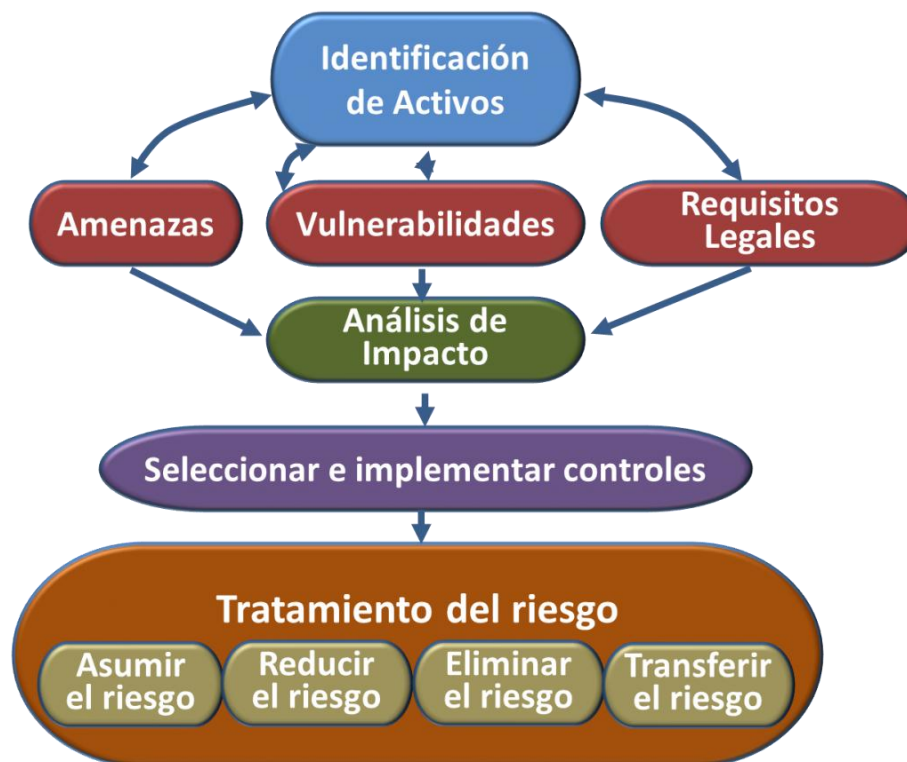 Identificación
de Activos
Amenazas
Vulnerabilidades
Requisitos
Legales
Análisis de
Impacto
Seleccionar e implementar controles
Tratamiento del riesgo
Asumir
el riesgo
Reducir
el riesgo
Eliminar
el riesgo
Transferir
el riesgo